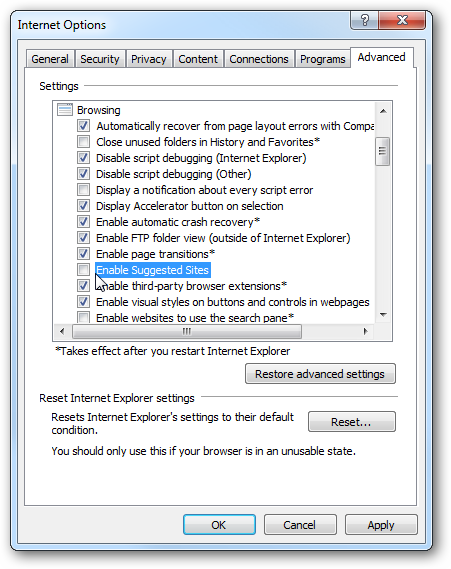 Internet Options
General Security Privacy Content Connections Programs Advanced
Settings
Browsing
Automatically recover from page layout errors with Compa
Close unused folders in History and Favorites*
Disable script debugging (Internet Explorer)
Disable script debugging (Other)
Display a notification about every script error
Display Accelerator button on selection
Enable automatic crash recovery*
Enable FTP folder view (outside of Internet Explorer)
Enable page transitions*
Enable Suggested Sites
Enable third-party browser extensions*
Enable visual styles on buttons and controls in webpages
Enable websites to use the search pane*
*Takes effect after you restart Internet Explorer
Restore advanced settings
Reset Internet Explorer settings
Resets Internet Explorer's settings to their default
condition.
Reset...
You should only use this if your browser is in an unusable state.
OK Cancel Apply